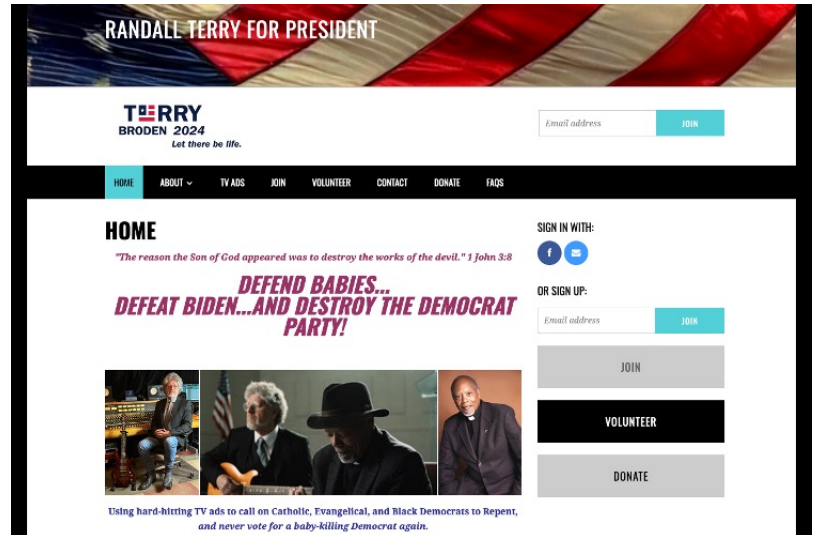 RANDALL TERRY FOR PRESIDENT
TERRY
BRODEN 2024
Let there be life.
Email address
JOIN
HOME
ABOUT
TV ADS
JOIN
VOLUNTEER
CONTACT
DONATE
FAQS
HOME
"The reason the Son of God appeared was to destroy the works of the devil." 1 John 3:8
DEFEND BABIES...
DEFEAT BIDEN...AND DESTROY THE DEMOCRAT
PARTY!
Using hard-hitting TV ads to call on Catholic, Evangelical, and Black Democrats to Repent,
and never vote for a baby-killing Democrat again.
SIGN IN WITH:
f
OR SIGN UP:
Email address
JOIN
JOIN
VOLUNTEER
DONATE